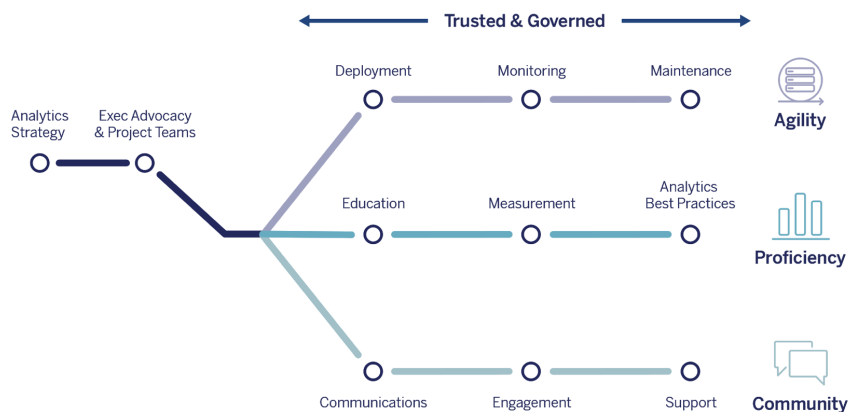 Trusted & Governed
Deployment
Monitoring
Maintenance
Agility
Analytics
Strategy
Exec Advocacy
& Project Teams
Education
Measurement
Analytics
Best Practices
Proficiency
Communications
Engagement
Support
Community